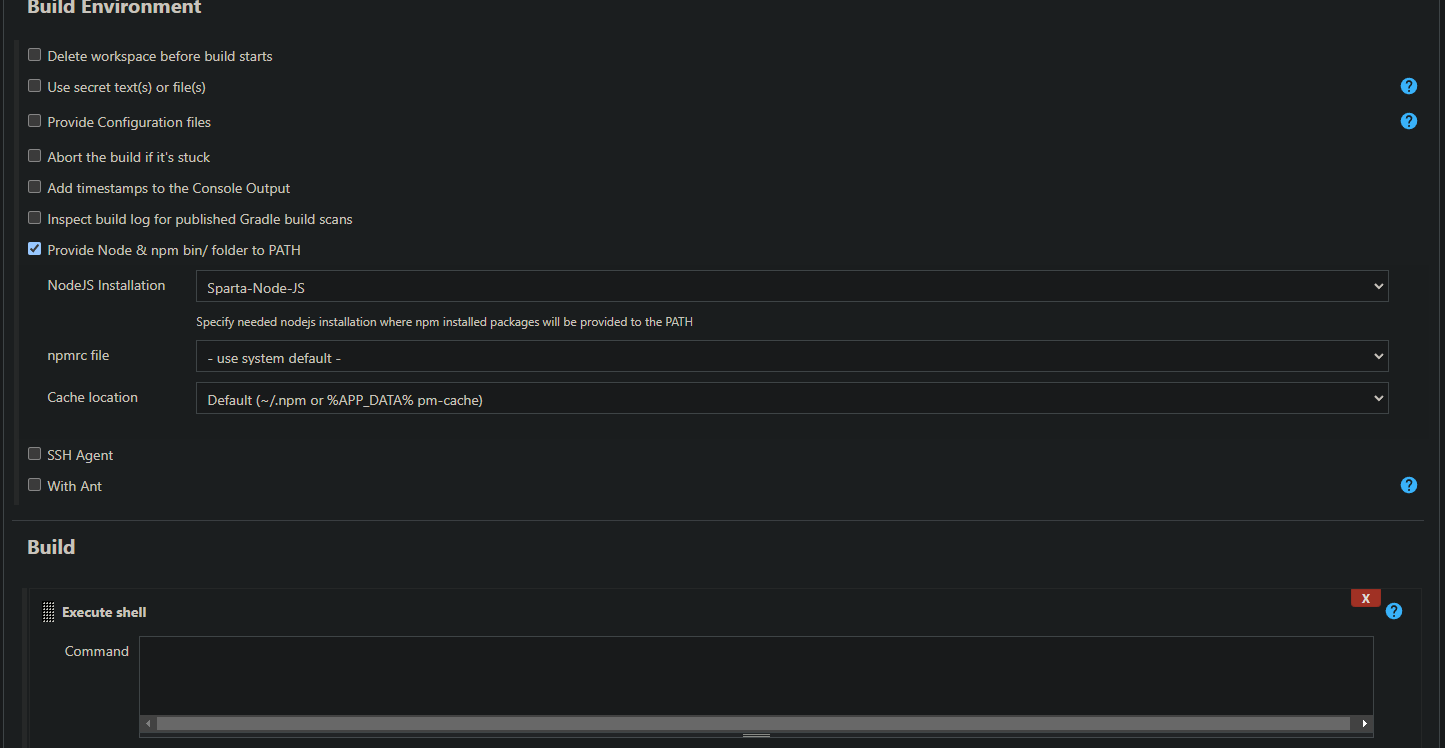 Build Environment
Delete workspace before build starts
Use secret text(s) or file(s)
?
Provide Configuration files
?
Abort the build if it's stuck
Add timestamps to the Console Output
Inspect build log for published Gradle build scans
Provide Node & npm bin/ folder to PATH
NodeJS Installation
Sparta-Node-JS
Specify needed nodejs installation where npm installed packages will be provided to the PATH
npmrc file
- use system default -
Cache location
Default (~/.npm or %APP_DATA% pm-cache)
SSH Agent
With Ant
?
Build
X
Execute shell
?
Command